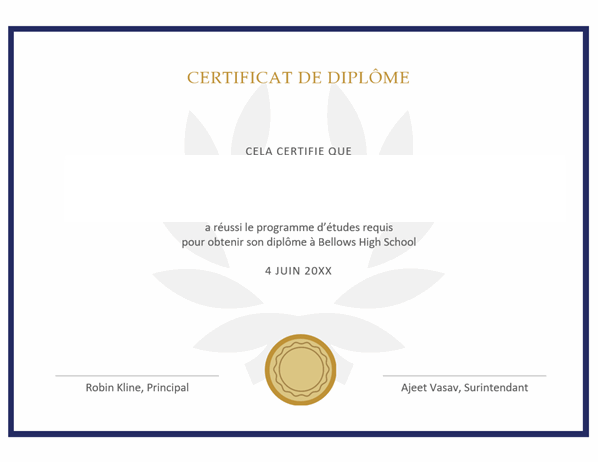 CERTIFICAT DE DIPLÔME
CELA CERTIFIE QUE
a réussi le programme d’études requis
pour obtenir son diplôme à Bellows High School
4 JUIN 20XX
Robin Kline, Principal
Ajeet Vasav, Surintendant